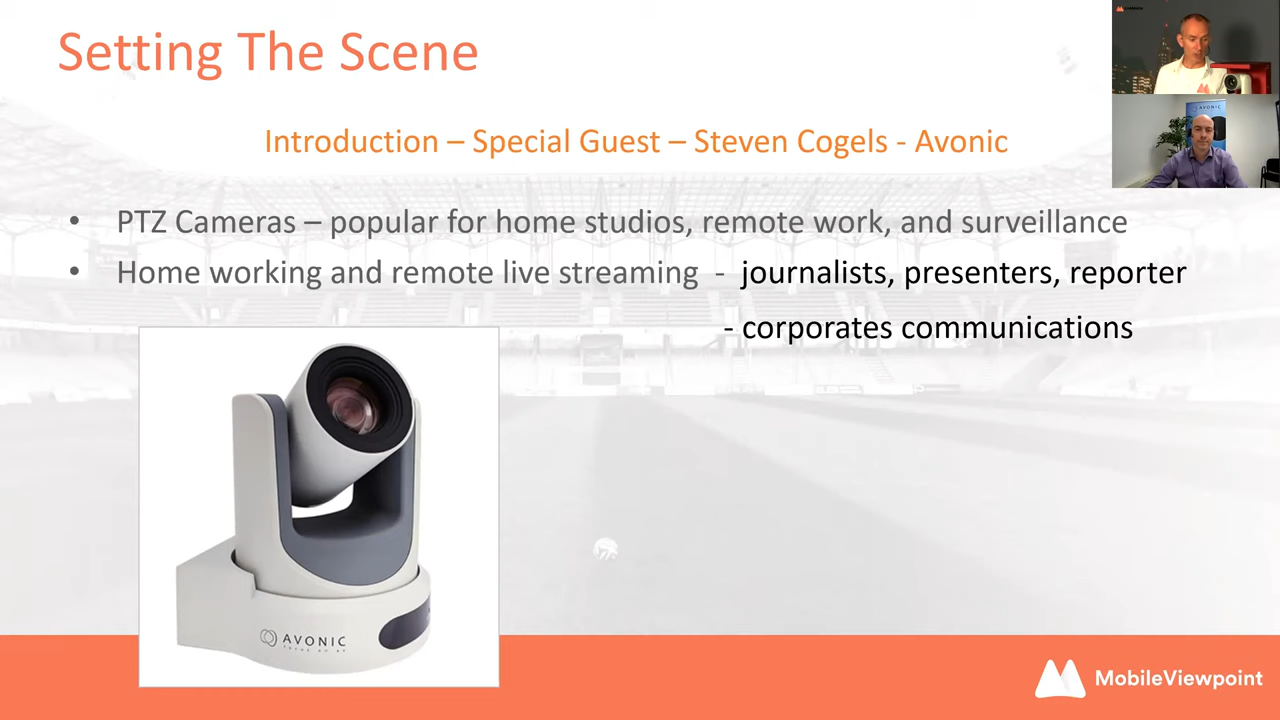 Setting The Scene
Introduction – Special Guest – Steven Cogels - Avonic
• PTZ Cameras – popular for home studios, remote work, and surveillance
• Home working and remote live streaming - journalists, presenters, reporter
- corporates communications
AVONIC
AVONIC
MobileViewpoint